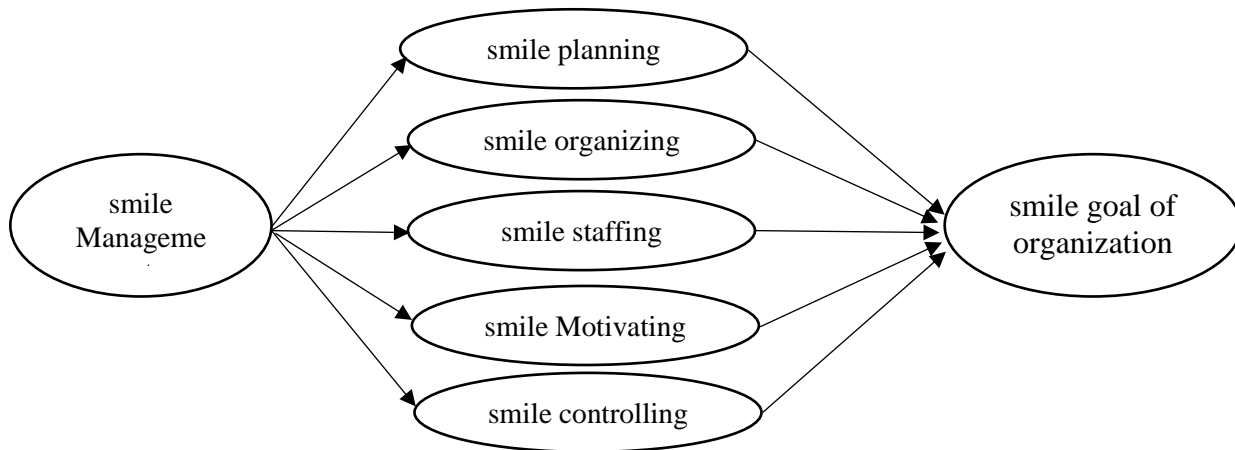 smile planning
smile organizing
smile
Manageme
smile staffing
smile goal of
organization
smile Motivating
smile controlling